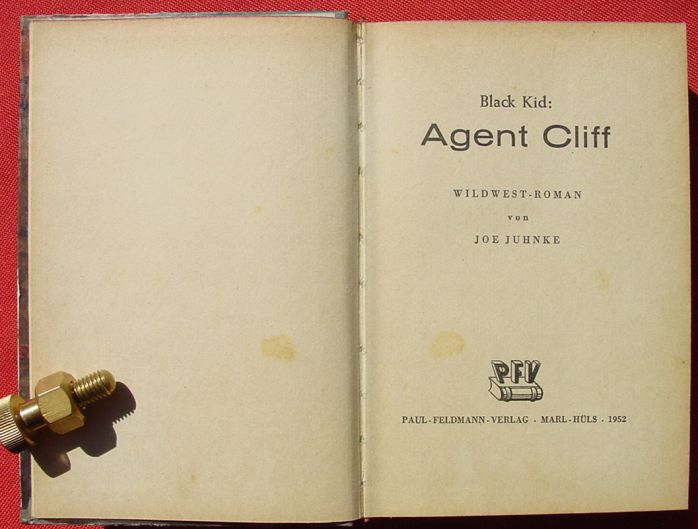 Black Kid:
Agent Cliff
WILDWEST-ROMAN
von
JOE JUHNKE
PFV
PAUL-FELDMANN-VERLAG · MARL-HÜLS · 1952